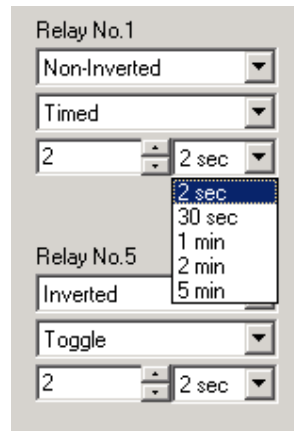 Relay No.1
Non-Inverted
Timed
2 2 sec
2 sec
30 sec
1 min
2 min
5 min
Relay No.5
Inverted
Toggle
2 2 sec